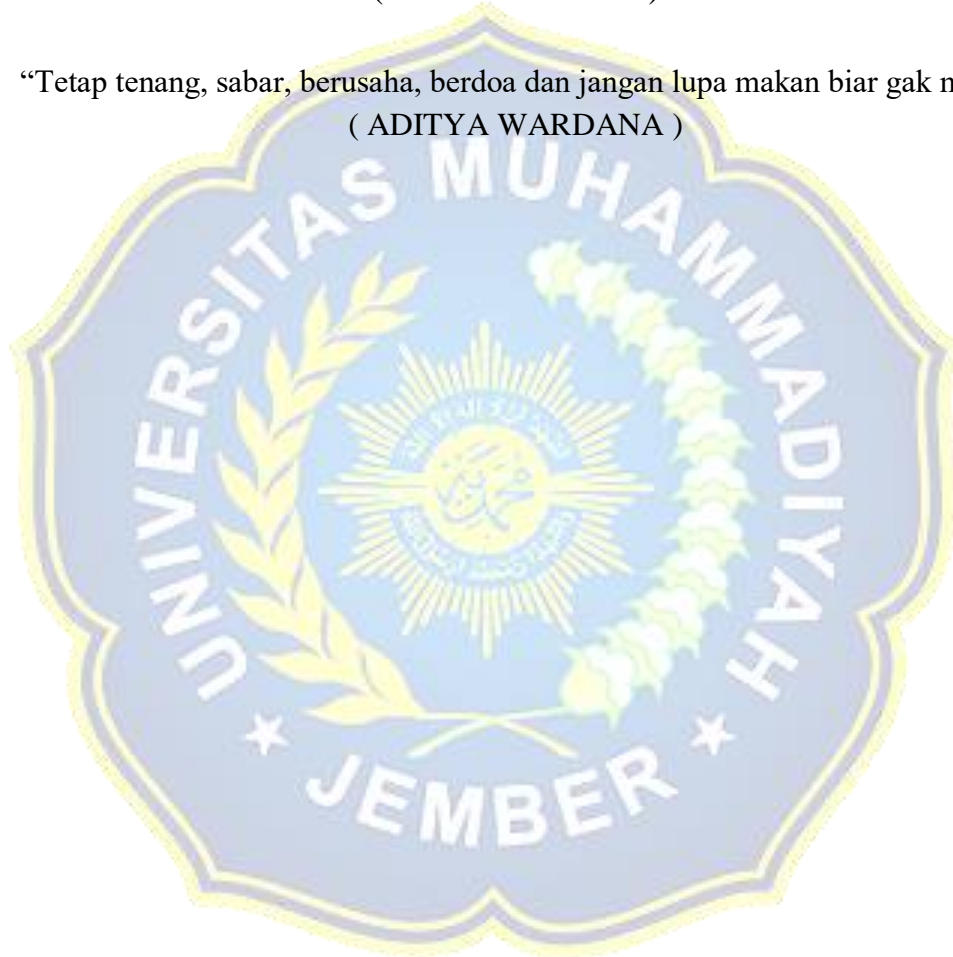 “Tetap tenang, sabar, berusaha, berdoa dan jangan lupa makan biar gak
( ADITYA WARDANA )
UNIVERSITAS MUHAMMADIYAH
★ JEMBER ★